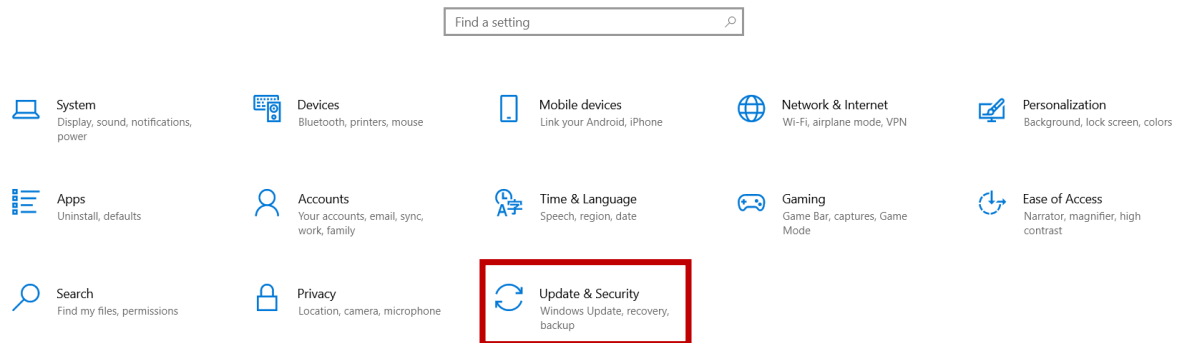 Find a setting
System
Display, sound, notifications,
power
Devices
Bluetooth, printers, mouse
Mobile devices
Link your Android, iPhone
Network & Internet
Wi-Fi, airplane mode, VPN
Personalization
Background, lock screen, colors
Apps
Uninstall, defaults
Accounts
Your accounts, email, sync,
work, family
Time & Language
Speech, region, date
Gaming
Game Bar, captures, Game
Mode
Ease of Access
Narrator, magnifier, high
contrast
Search
Find my files, permissions
Privacy
Location, camera, microphone
Update & Security
Windows Update, recovery,
backup